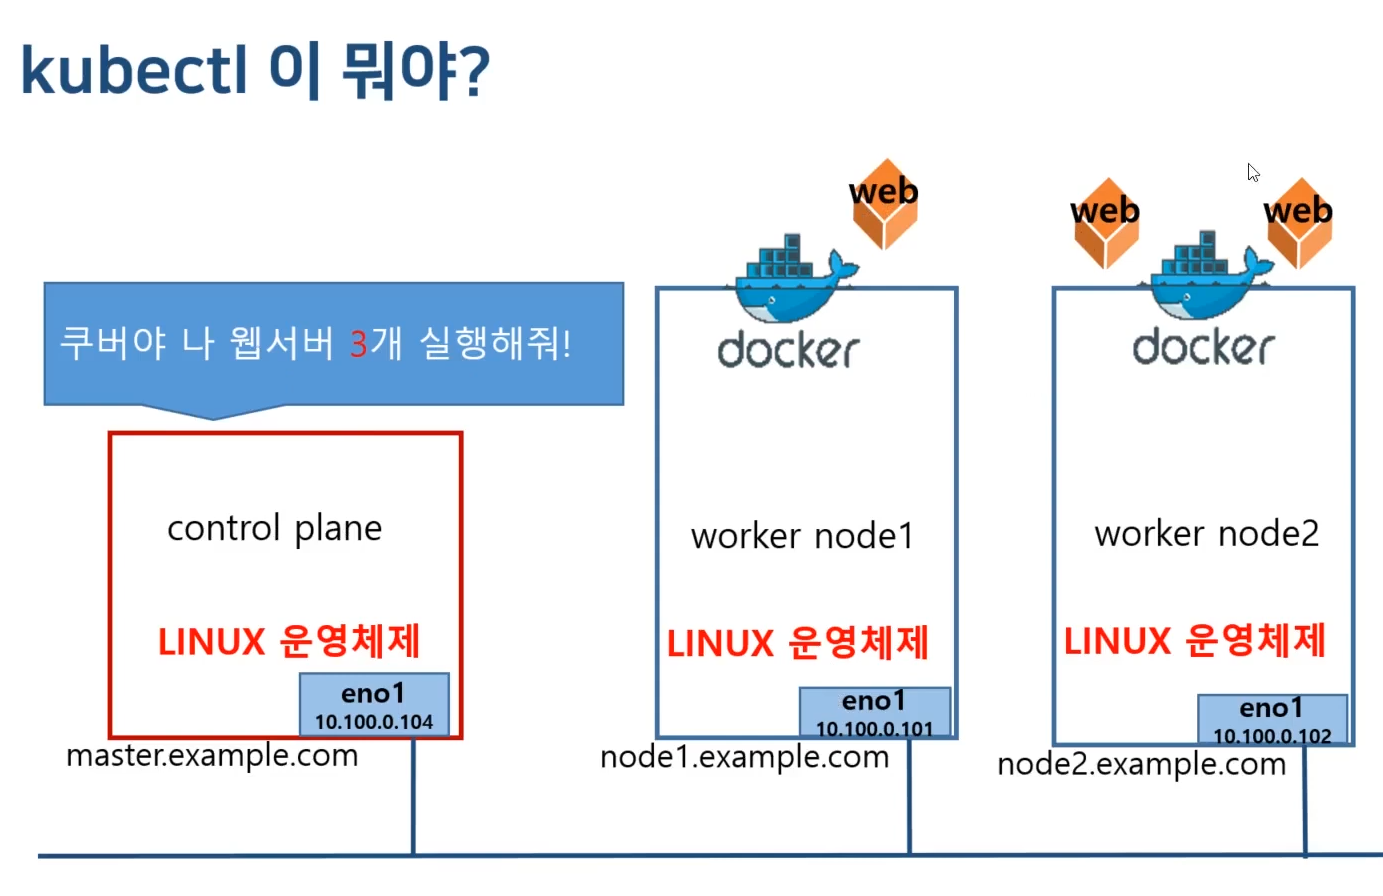 kubectl 이 뭐야?
쿠버야 나 웹서버 3개 실행해줘!
control plane
LINUX 운영체제
eno1
10.100.0.104
master.example.com
web
docker
worker node1
LINUX 운영체제
eno1
10.100.0.101
node1.example.com
web
web
docker
worker node2
LINUX 운영체제
eno1
10.100.0.102
node2.example.com